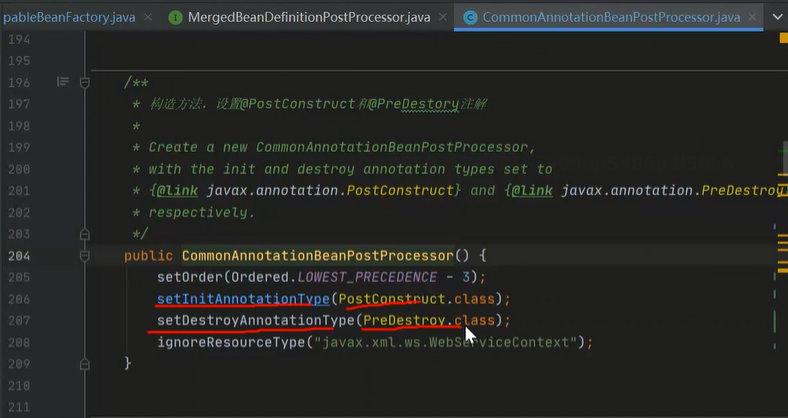 pableBeanFactory.java × MergedBeanDefinitionPostProcessor.java × CommonAnnotationBeanPostProcessor.java ×
194
195
196 /**
197 * 构造方法，设置@PostConstruct和@PreDestory注解
198 *
199 * Create a new CommonAnnotationBeanPostProcessor,
200 * with the init and destroy annotation types set to
201 * {@link javax.annotation.PostConstruct} and {@link javax.annotation.PreDestroy
202 * respectively.
203 */
204 public CommonAnnotationBeanPostProcessor() {
205 setOrder(Ordered.LOWEST_PRECEDENCE - 3);
206 setInitAnnotationType(PostConstruct.class);
207 setDestroyAnnotationType(PreDestroy.class);
208 ignoreResourceType("javax.xml.ws.WebServiceContext");
209 }
210
211